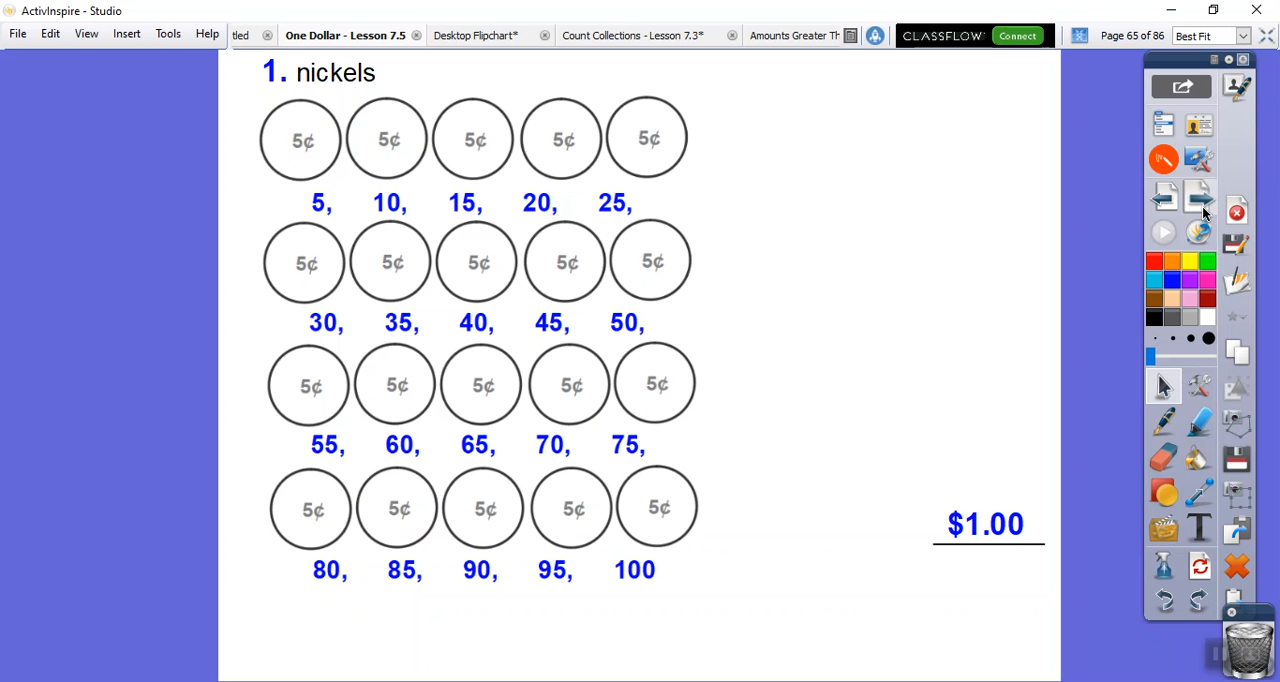 ActivInspire - Studio
File Edit View Insert Tools Help
tled One Dollar - Lesson 7.5 Desktop Flipchart* Count Collections - Lesson 7.3* Amounts Greater Th CLASSFLOW Connect Page 65 of 86 Best Fit
1. nickels
5¢ 5¢ 5¢ 5¢ 5¢
5, 10, 15, 20, 25,
5¢ 5¢ 5¢ 5¢ 5¢
30, 35, 40, 45, 50,
5¢ 5¢ 5¢ 5¢ 5¢
55, 60, 65, 70, 75,
5¢ 5¢ 5¢ 5¢ 5¢
$1.00
80, 85, 90, 95, 100